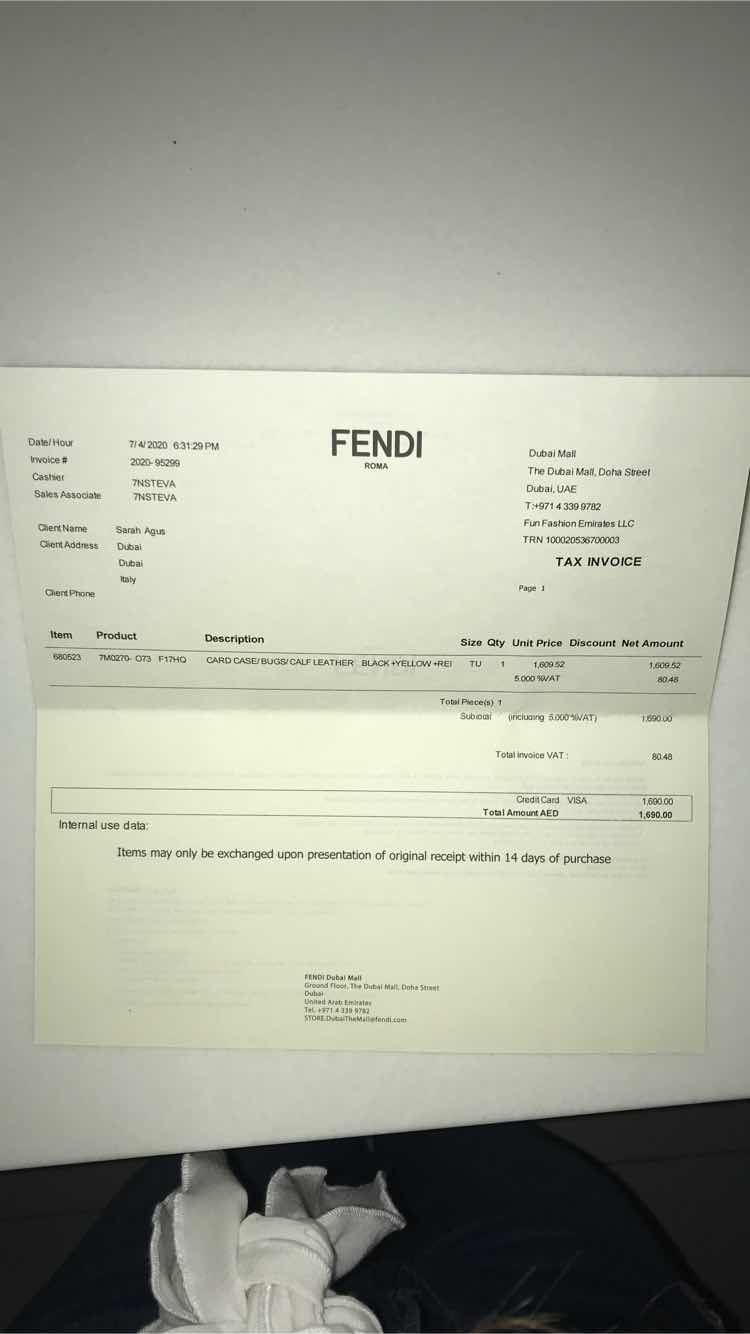 FENDI
ROMA
Date/Hour 7/4/2020 6:31:29 PM
Invoice # 2020-95299
Cashier 7NSTEVA
Sales Associate 7NSTEVA
Client Name Sarah Agus
Client Address Dubai
Dubai
Italy
Client Phone
Dubai Mall
The Dubai Mall, Doha Street
Dubai, UAE
T:+971 4 339 9782
Fun Fashion Emirates LLC
TRN 100020536700003
TAX INVOICE
Page 1
Item Product Description Size Qty Unit Price Discount Net Amount
680523 7M0270- O73 F17HQ CARD CASE/BUGS/CALF LEATHER BLACK+YELLOW+REI TU 1 1,609.52 1,609.52
5.000 %VAT 80.48
Total Piece(s) 1
Subtotal (including 5.000 %VAT) 1,690.00
Total invoice VAT : 80.48
Credit Card VISA 1,690.00
Total Amount AED 1,690.00
Internal use data:
Items may only be exchanged upon presentation of original receipt within 14 days of purchase
FENDI Dubai Mall
Ground Floor, The Dubai Mall, Doha Street
Dubai
United Arab Emirates
Tel. +971 4 339 9782
STORE.DubaiTheMall@fendi.com